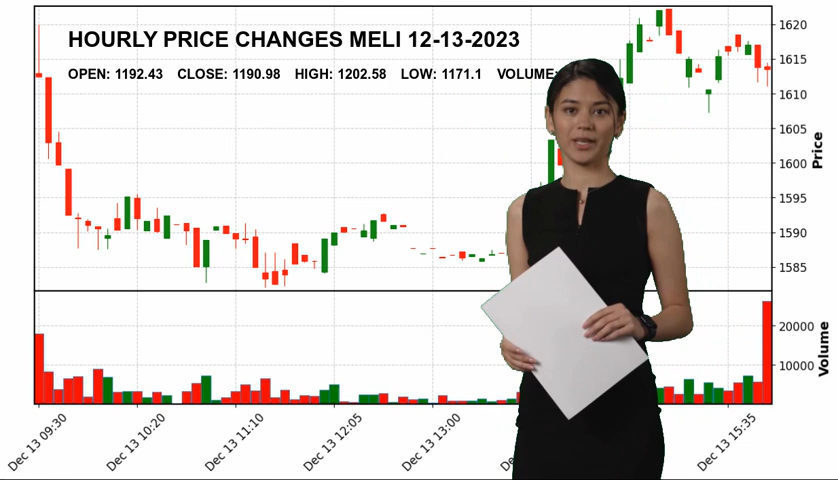 HOURLY PRICE CHANGES MELI 12-13-2023
OPEN: 1192.43 CLOSE: 1190.98 HIGH: 1202.58 LOW: 1171.1 VOLUME:
1620
1615
1610
1605
1600
1595
1590
1585
Price
20000
10000
Volume
Dec 13 09:30
Dec 13 10:20
Dec 13 11:10
Dec 13 12:05
Dec 13 13:00
Dec 13 15:35